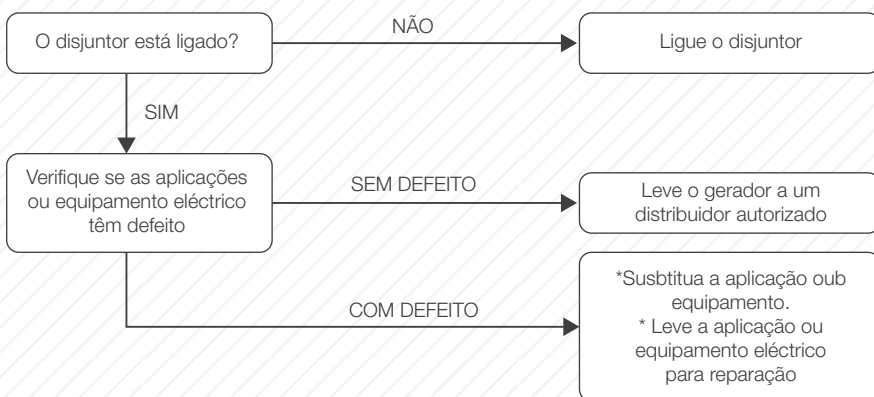 O disjuntor está ligado?
NÃO
Ligue o disjuntor
SIM
Verifique se as aplicações
ou equipamento eléctrico
têm defeito
SEM DEFEITO
Leve o gerador a um
distribuidor autorizado
COM DEFEITO
*Susbtitua a aplicação oub
equipamento.
* Leve a aplicação ou
equipamento eléctrico
para reparação